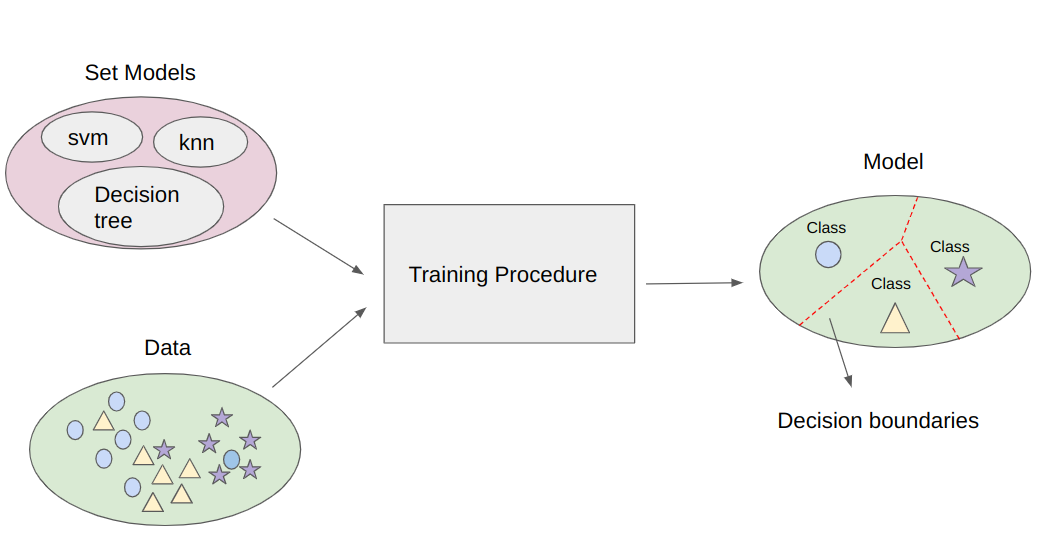 Set Models
svm
knn
Decision
tree
Training Procedure
Data
Model
Class
Class
Class
Decision boundaries